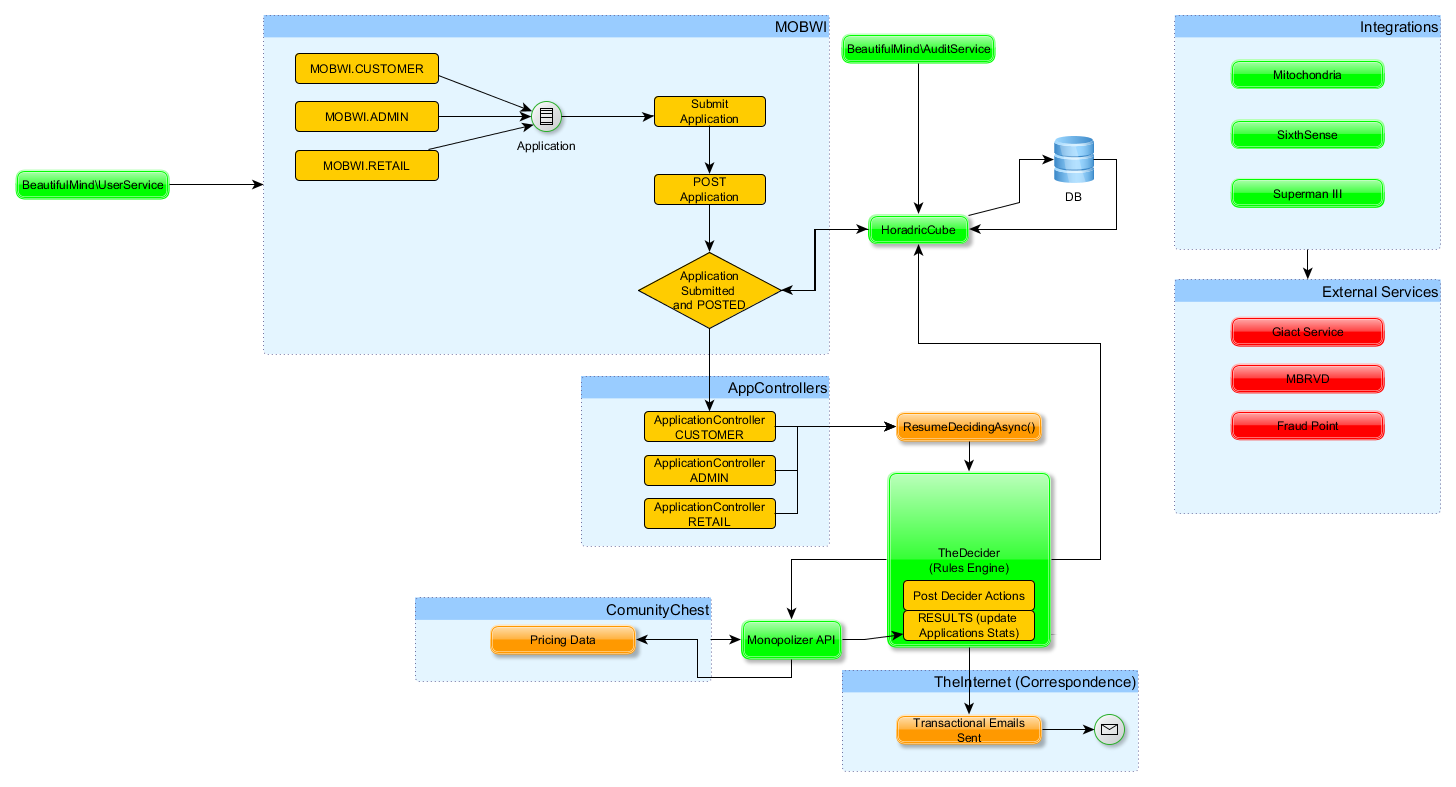 MOBWI
MOBWI.CUSTOMER
MOBWI.ADMIN
MOBWI.RETAIL
Application
Submit
Application
POST
Application
Application
Submitted
and POSTED
BeautifulMind\UserService
BeautifulMind\AuditService
HoradricCube
DB
Integrations
Mitochondria
SixthSense
Superman III
External Services
Giact Service
MBRVD
Fraud Point
AppControllers
ApplicationController
CUSTOMER
ApplicationController
ADMIN
ApplicationController
RETAIL
ResumeDecidingAsync()
TheDecider
(Rules Engine)
Post Decider Actions
RESULTS (update
Applications Stats)
ComunityChest
Pricing Data
Monopolizer API
TheInternet (Correspondence)
Transactional Emails
Sent